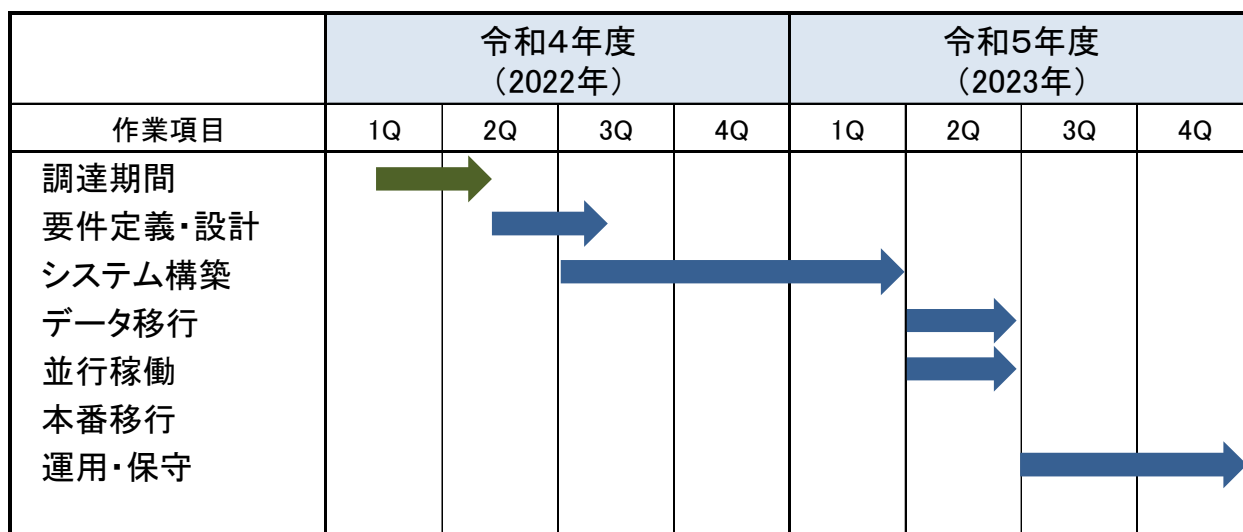 令和4年度
（2022年）
令和5年度
（2023年）
作業項目 1Q 2Q 3Q 4Q 1Q 2Q 3Q 4Q
調達期間
要件定義・設計
システム構築
データ移行
並行稼働
本番移行
運用・保守